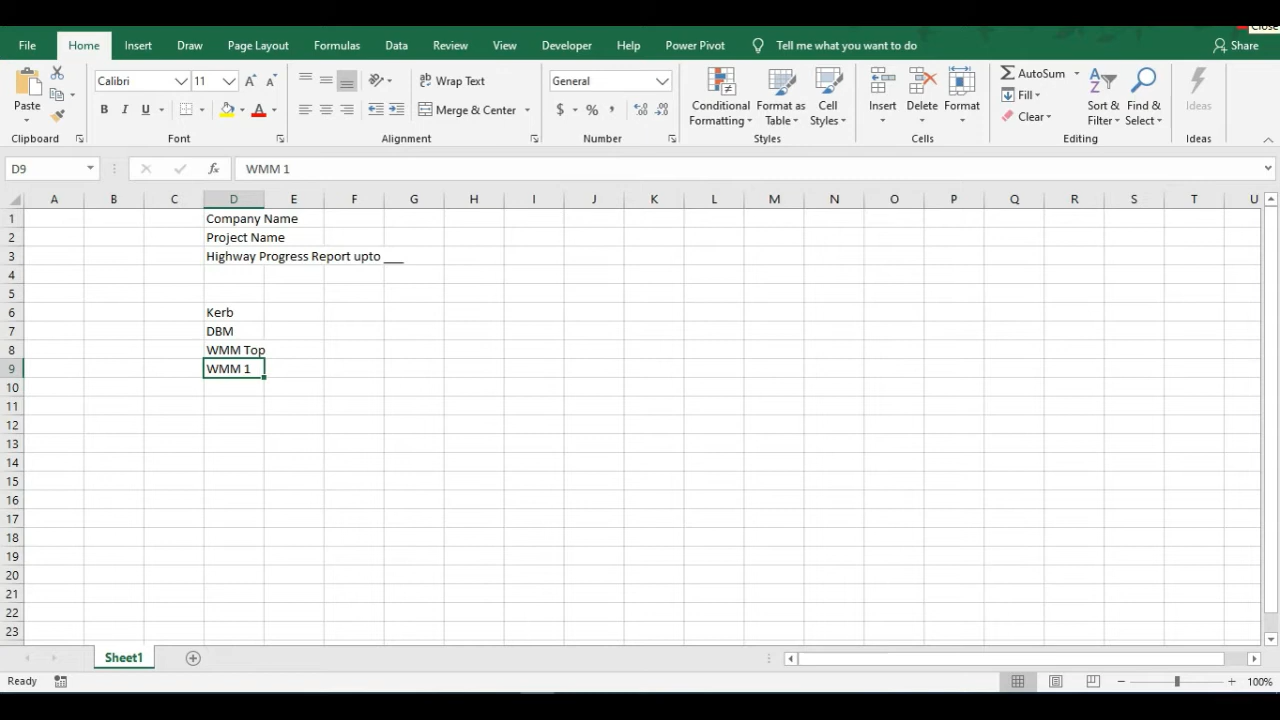 Close
File Home Insert Draw Page Layout Formulas Data Review View Developer Help Power Pivot Tell me what you want to do Share
Paste
Calibri 11
B I U A
Wrap Text
Merge & Center
General
$ % ,
Conditional Formatting
Format as Table
Cell Styles
Insert
Delete
Format
AutoSum
Fill
Clear
Sort & Filter
Find & Select
Ideas
Clipboard Font Alignment Number Styles Cells Editing Ideas
D9 fx WMM 1
A B C D E F G H I J K L M N O P Q R S T U
1 Company Name
2 Project Name
3 Highway Progress Report upto ___
4
5
6 Kerb
7 DBM
8 WMM Top
9 WMM 1
10
11
12
13
14
15
16
17
18
19
20
21
22
23
Sheet1
Ready 100%